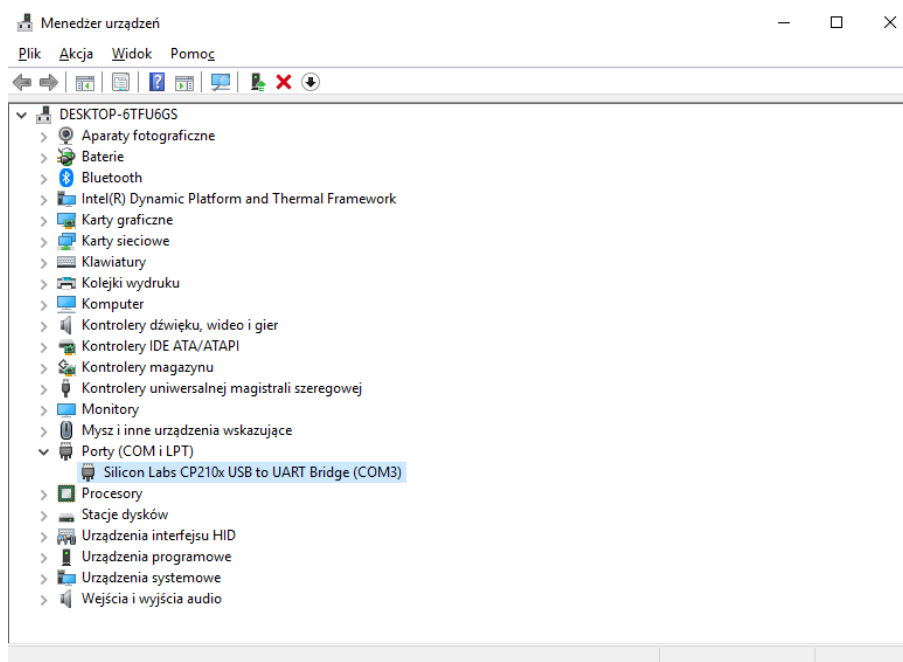 Menedżer urządzeń
Plik Akcja Widok Pomoc
DESKTOP-6TFU6GS
Aparaty fotograficzne
Baterie
Bluetooth
Intel(R) Dynamic Platform and Thermal Framework
Karty graficzne
Karty sieciowe
Klawiatury
Kolejki wydruku
Komputer
Kontrolery dźwięku, wideo i gier
Kontrolery IDE ATA/ATAPI
Kontrolery magazynu
Kontrolery uniwersalnej magistrali szeregowej
Monitory
Mysz i inne urządzenia wskazujące
Porty (COM i LPT)
Silicon Labs CP210x USB to UART Bridge (COM3)
Procesory
Stacje dysków
Urządzenia interfejsu HID
Urządzenia programowe
Urządzenia systemowe
Wejścia i wyjścia audio